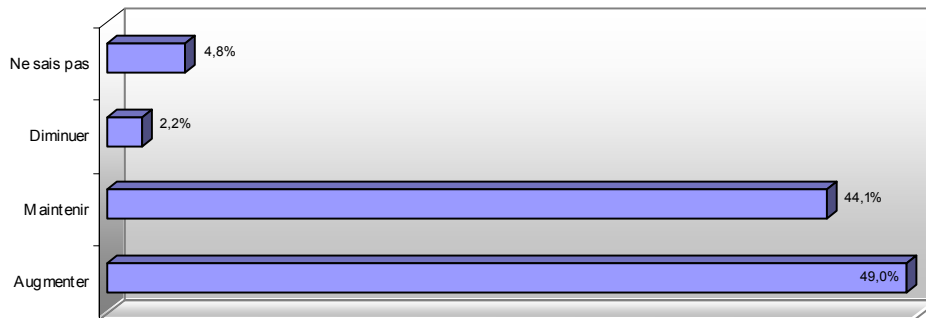 Ne sais pas 4,8%
Diminuer 2,2%
Maintenir 44,1%
Augmenter 49,0%